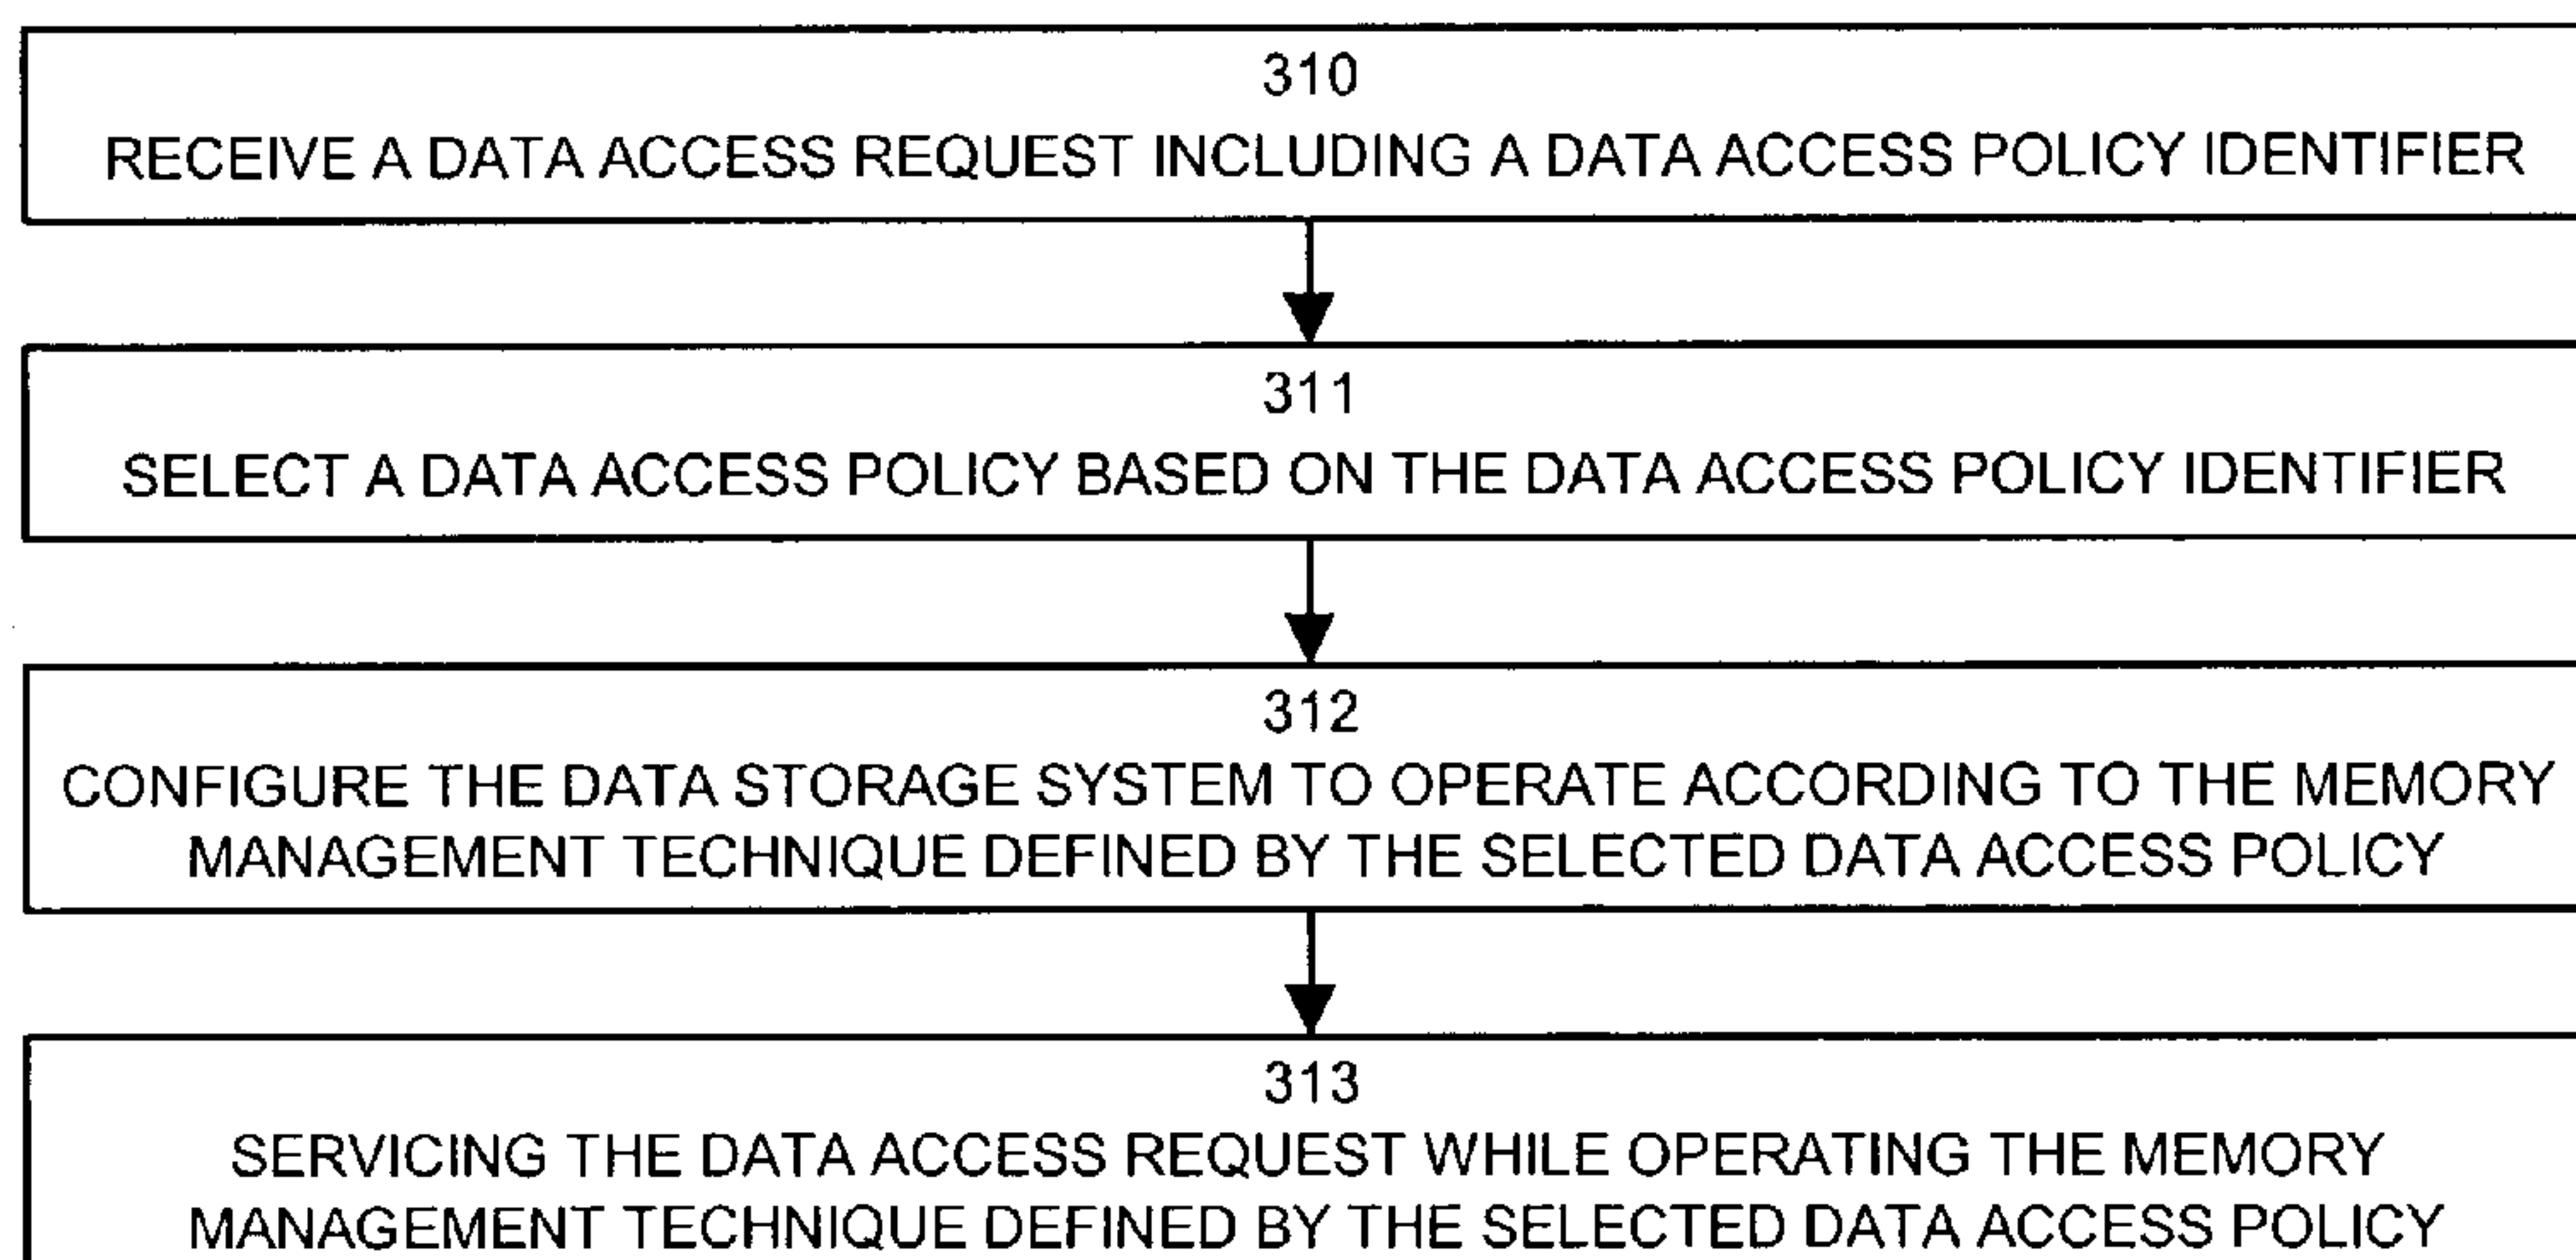 310
RECEIVE A DATA ACCESS REQUEST INCLUDING A DATA ACCESS POLICY IDENTIFIER
311
SELECT A DATA ACCESS POLICY BASED ON THE DATA ACCESS POLICY IDENTIFIER
312
CONFIGURE THE DATA STORAGE SYSTEM TO OPERATE ACCORDING TO THE MEMORY
MANAGEMENT TECHNIQUE DEFINED BY THE SELECTED DATA ACCESS POLICY
313
SERVICING THE DATA ACCESS REQUEST WHILE OPERATING THE MEMORY
MANAGEMENT TECHNIQUE DEFINED BY THE SELECTED DATA ACCESS POLICY